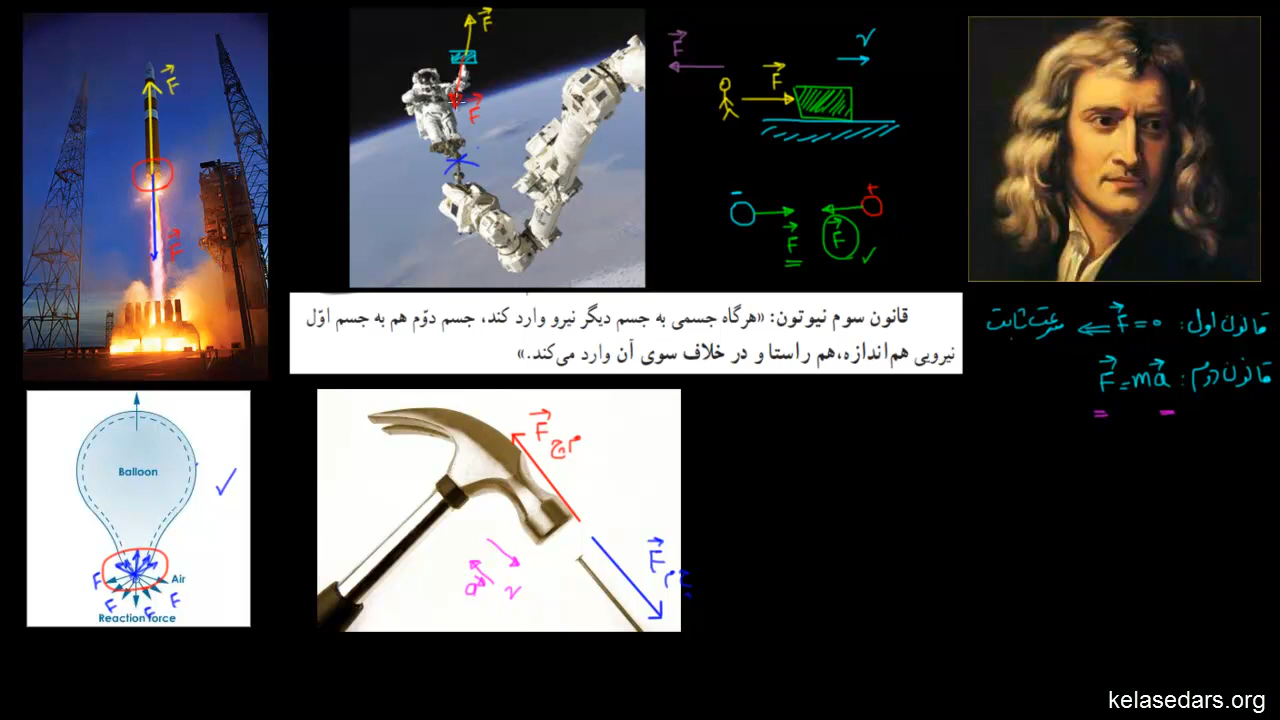 F
F
F
F
F
v
F
F
قانون سوم نیوتون: «هرگاه جسمی به جسم دیگر نیرو وارد کند، جسم دوّم هم به جسم اوّل
نیرویی هم‌اندازه،هم راستا و در خلاف سوی آن وارد می‌کند.»
قانون اول: F = 0 ⇐ سرعت ثابت
قانون دوم: F = ma
Balloon
Air
F
F
F
F
Reaction force
F م ج
F
a
v
kelasedars.org